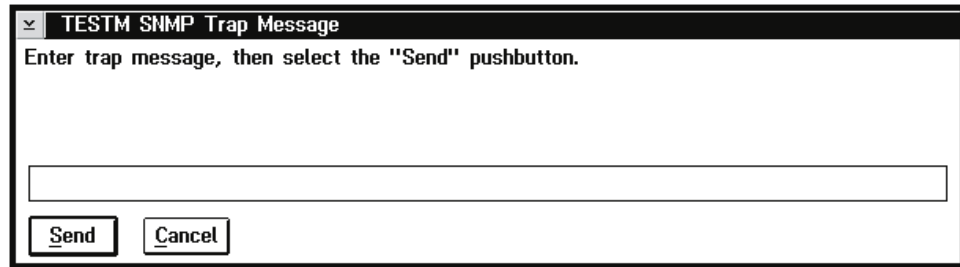 TESTM SNMP Trap Message
Enter trap message, then select the "Send" pushbutton.
Send Cancel